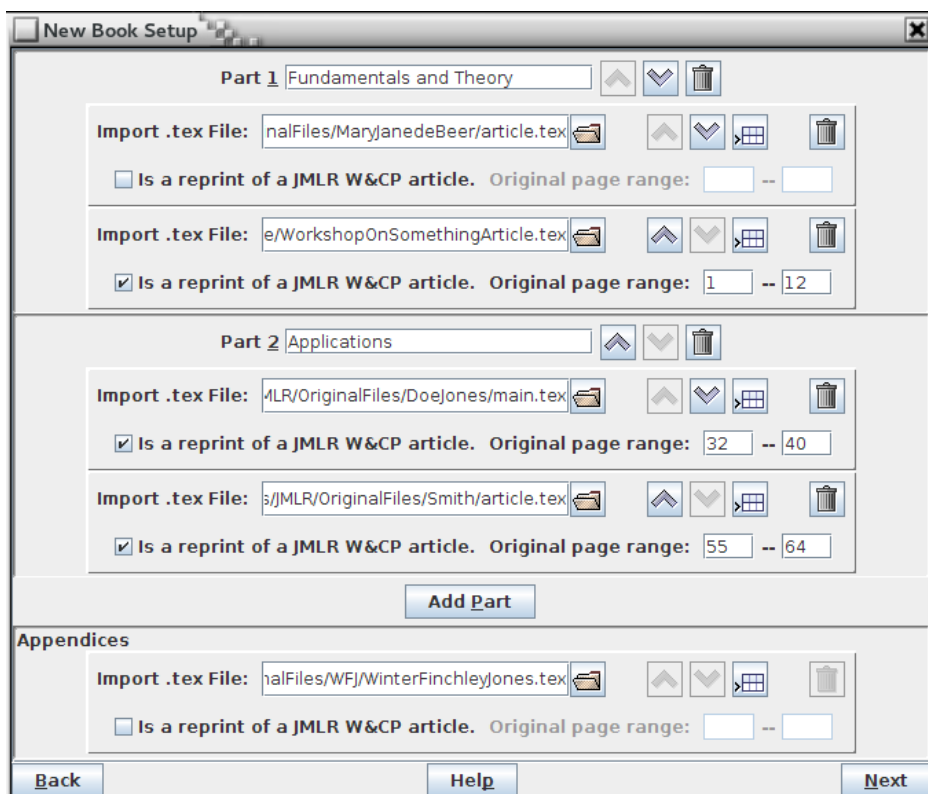 New Book Setup
Part 1 Fundamentals and Theory
Import .tex File: nalFiles/MaryJanedeBeer/article.tex
Is a reprint of a JMLR W&CP article. Original page range: --
Import .tex File: e/WorkshopOnSomethingArticle.tex
Is a reprint of a JMLR W&CP article. Original page range: 1 -- 12
Part 2 Applications
Import .tex File: MLR/OriginalFiles/DoeJones/main.tex
Is a reprint of a JMLR W&CP article. Original page range: 32 -- 40
Import .tex File: s/JMLR/OriginalFiles/Smith/article.tex
Is a reprint of a JMLR W&CP article. Original page range: 55 -- 64
Add Part
Appendices
Import .tex File: nalFiles/WFJ/WinterFinchleyJones.tex
Is a reprint of a JMLR W&CP article. Original page range: --
Back Help Next